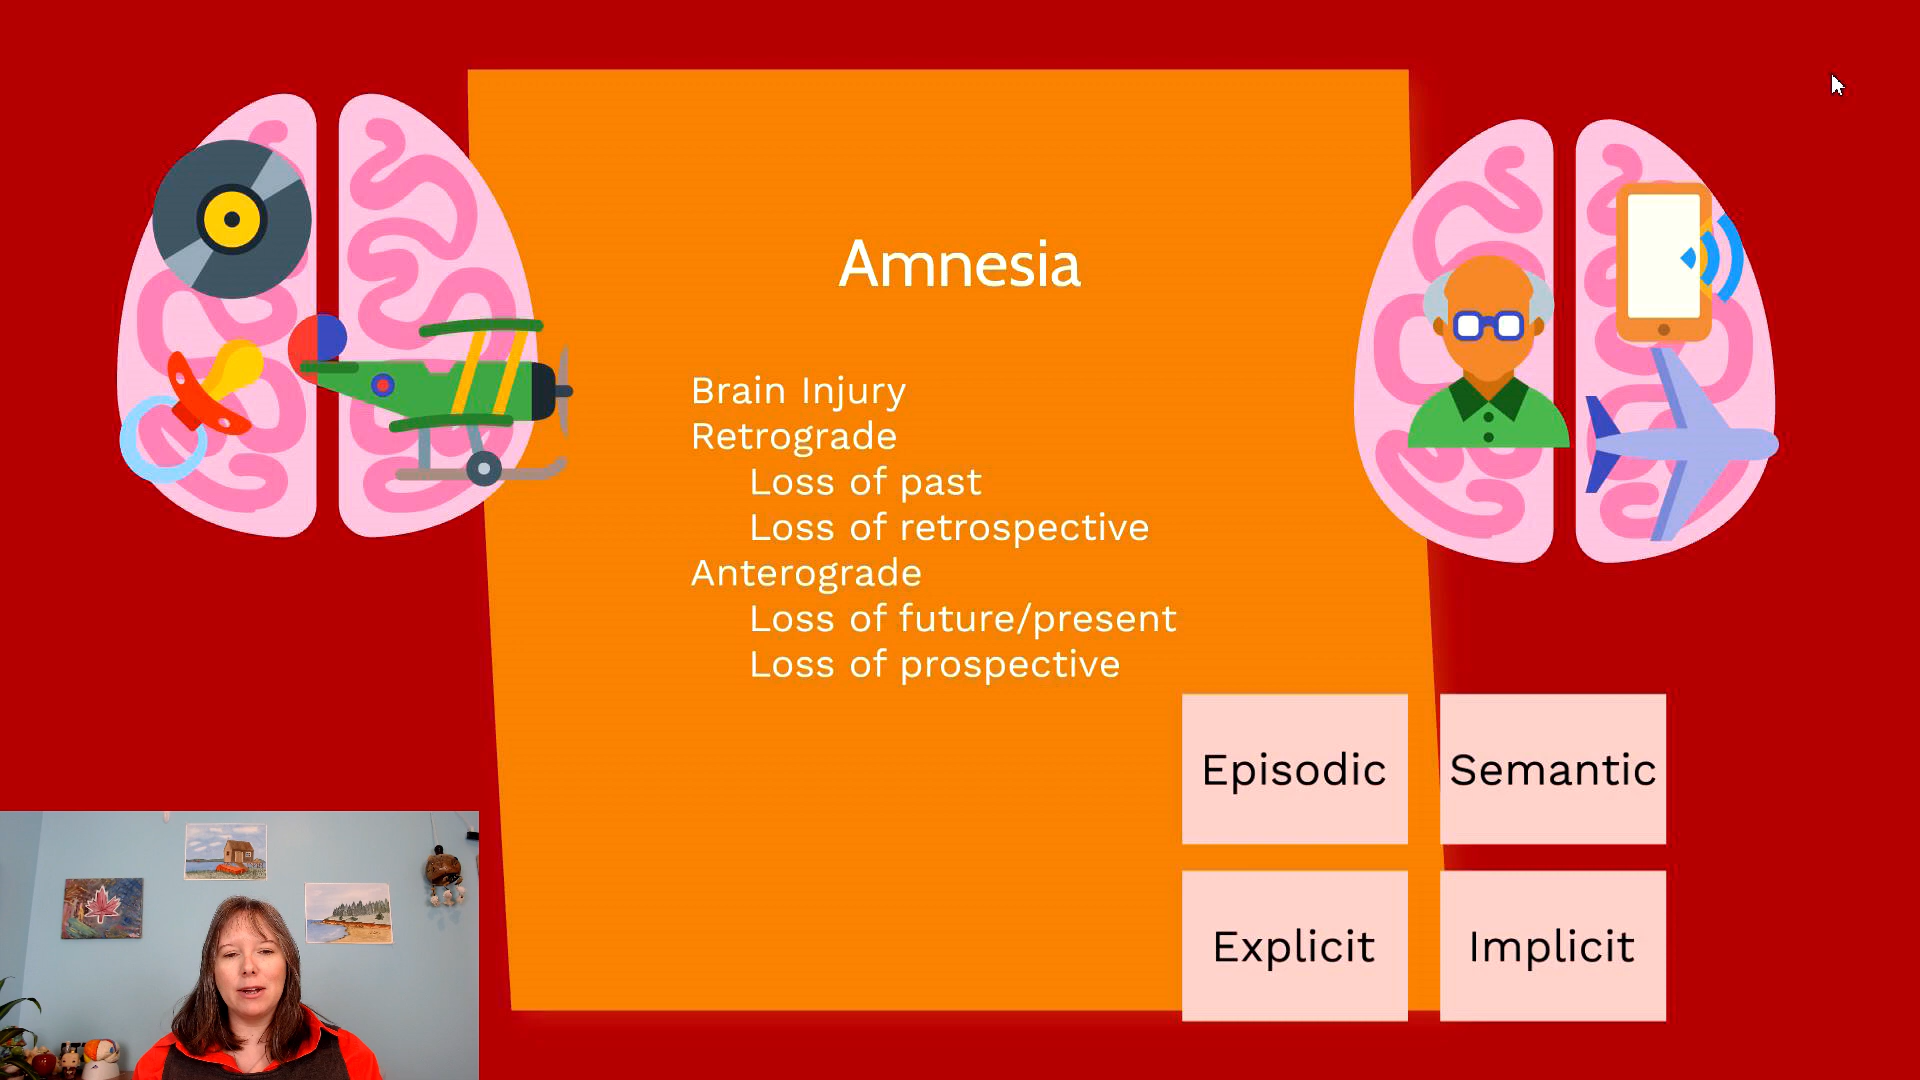 Amnesia
Brain Injury
Retrograde
Loss of past
Loss of retrospective
Anterograde
Loss of future/present
Loss of prospective
Episodic
Semantic
Explicit
Implicit